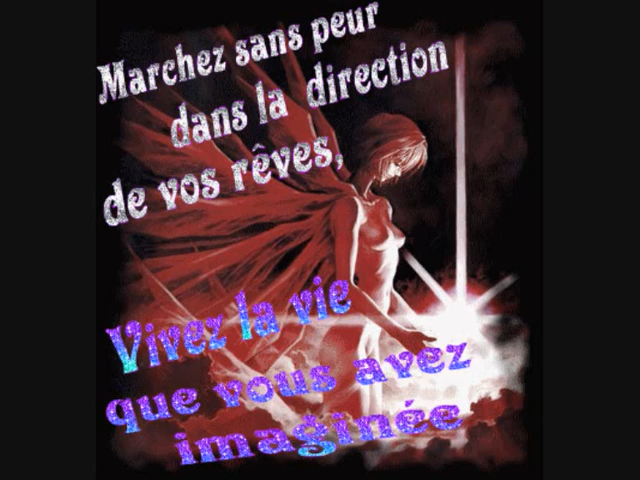 Marchez sans peur
dans la direction
de vos rêves,
Vivez la vie
que vous avez
imaginée